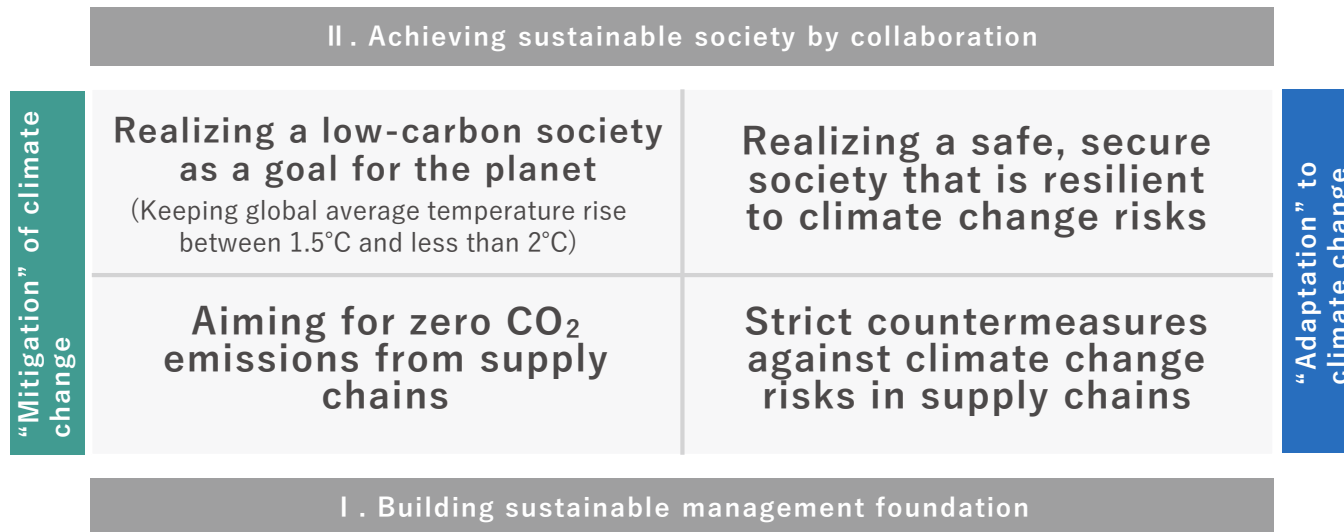 Ⅱ. Achieving sustainable society by collaboration
“Mitigation” of climate
change
Realizing a low-carbon society
as a goal for the planet
(Keeping global average temperature rise
between 1.5°C and less than 2°C)
Realizing a safe, secure
society that is resilient
to climate change risks
Aiming for zero CO₂
emissions from supply
chains
Strict countermeasures
against climate change
risks in supply chains
“Adaptation” to
climate change
Ⅰ. Building sustainable management foundation